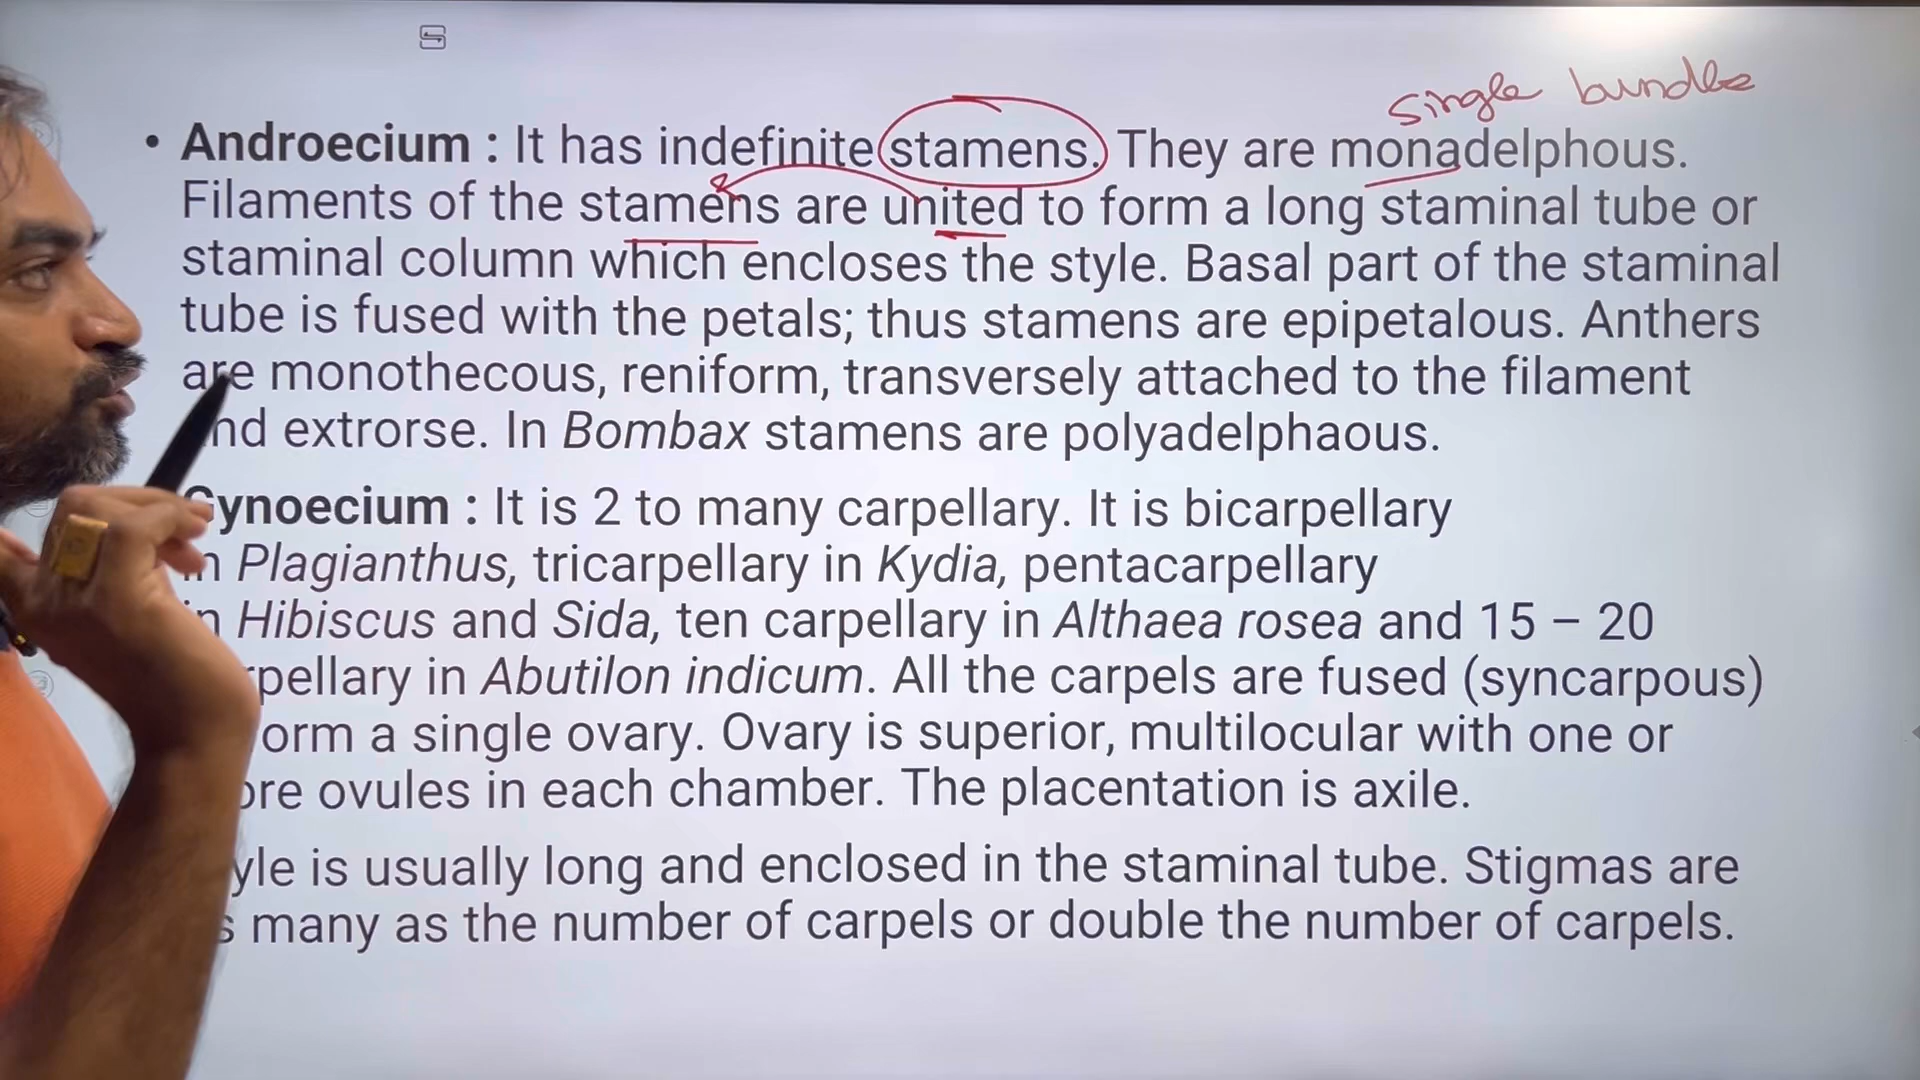 single bundles
• Androecium : It has indefinite stamens. They are monadelphous.
Filaments of the stamens are united to form a long staminal tube or
staminal column which encloses the style. Basal part of the staminal
tube is fused with the petals; thus stamens are epipetalous. Anthers
are monothecous, reniform, transversely attached to the filament
nd extrorse. In Bombax stamens are polyadelphaous.
Gynoecium : It is 2 to many carpellary. It is bicarpellary
in Plagianthus, tricarpellary in Kydia, pentacarpellary
in Hibiscus and Sida, ten carpellary in Althaea rosea and 15 – 20
rpellary in Abutilon indicum. All the carpels are fused (syncarpous)
orm a single ovary. Ovary is superior, multilocular with one or
ore ovules in each chamber. The placentation is axile.
yle is usually long and enclosed in the staminal tube. Stigmas are
s many as the number of carpels or double the number of carpels.